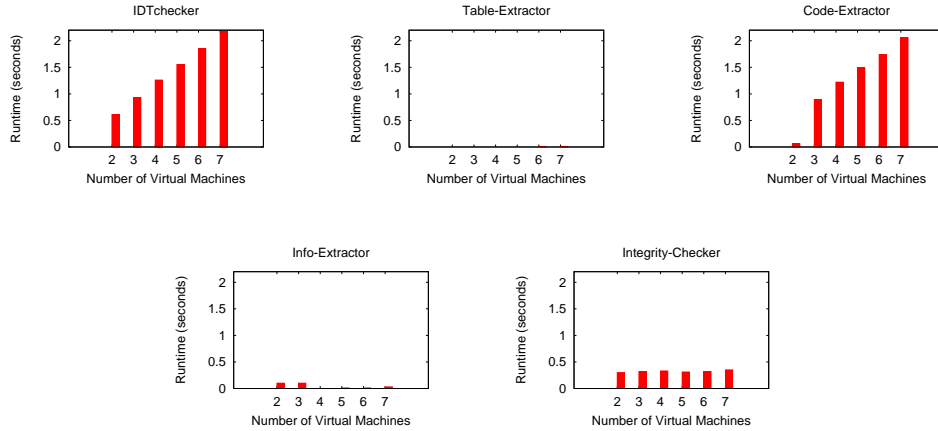 IDTchecker
Runtime (seconds)
2
1.5
1
0.5
0
2 3 4 5 6 7
Number of Virtual Machines
Table-Extractor
Runtime (seconds)
2
1.5
1
0.5
0
2 3 4 5 6 7
Number of Virtual Machines
Code-Extractor
Runtime (seconds)
2
1.5
1
0.5
0
2 3 4 5 6 7
Number of Virtual Machines
Info-Extractor
Runtime (seconds)
2
1.5
1
0.5
0
2 3 4 5 6 7
Number of Virtual Machines
Integrity-Checker
Runtime (seconds)
2
1.5
1
0.5
0
2 3 4 5 6 7
Number of Virtual Machines